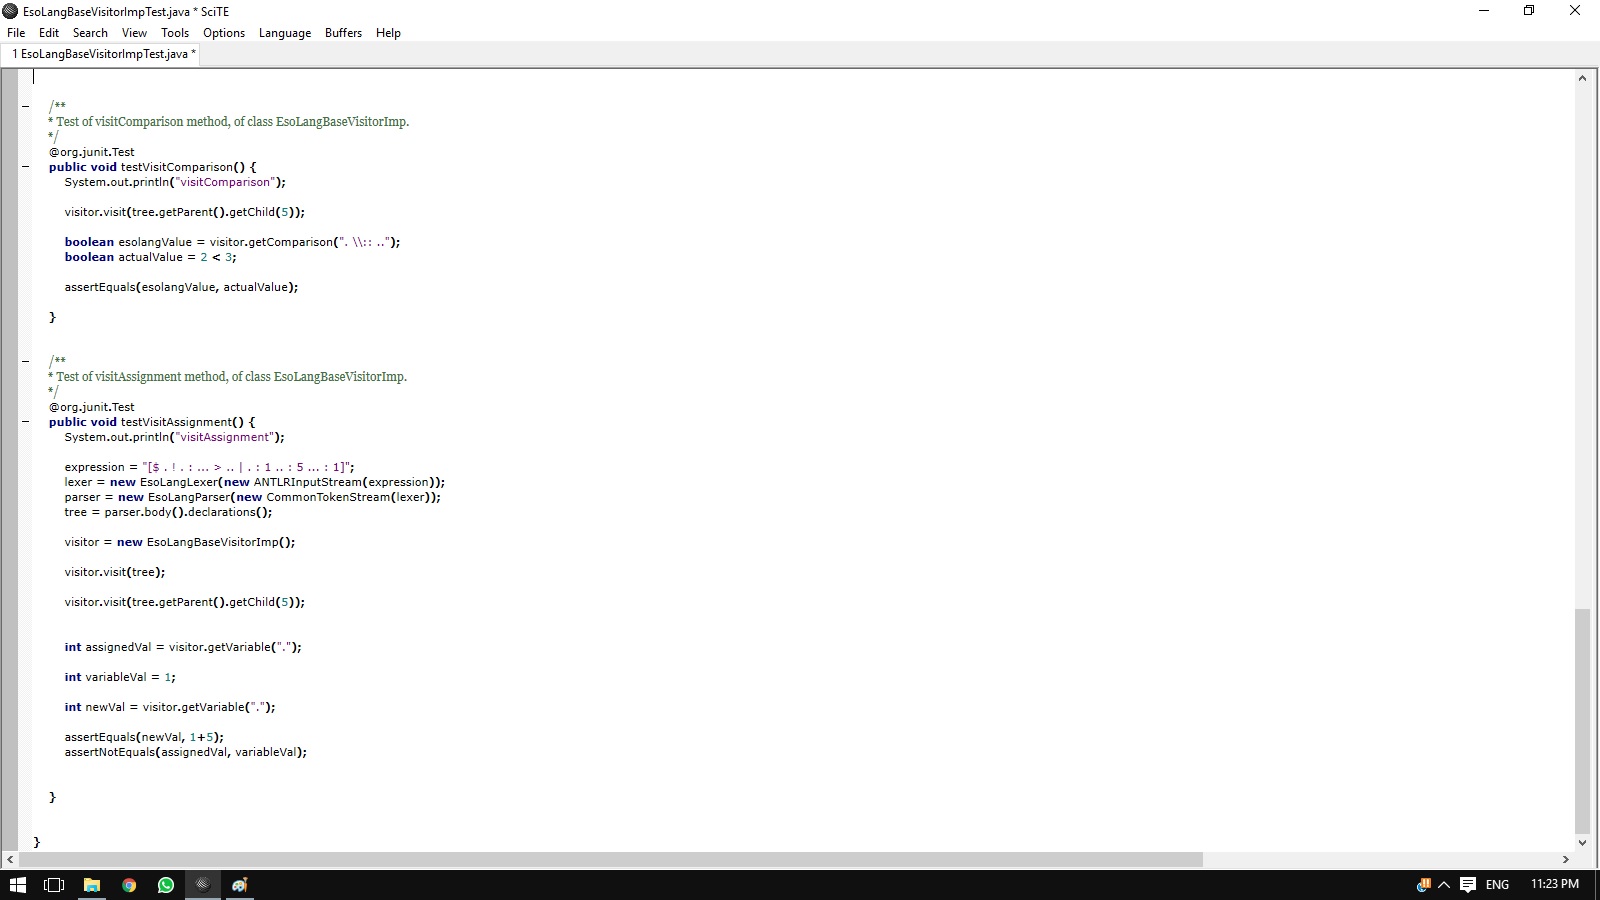 EsoLangBaseVisitorImpTest.java * SciTE
File Edit Search View Tools Options Language Buffers Help
1 EsoLangBaseVisitorImpTest.java *
/**
* Test of visitComparison method, of class EsoLangBaseVisitorImp.
*/
@org.junit.Test
public void testVisitComparison() {
System.out.println("visitComparison");
visitor.visit(tree.getParent().getChild(5));
boolean esolangValue = visitor.getComparison(". \\:: ..");
boolean actualValue = 2 < 3;
assertEquals(esolangValue, actualValue);
}
/**
* Test of visitAssignment method, of class EsoLangBaseVisitorImp.
*/
@org.junit.Test
public void testVisitAssignment() {
System.out.println("visitAssignment");
expression = "[$ . ! . : ... > .. | . : 1 .. : 5 ... : 1]";
lexer = new EsoLangLexer(new ANTLRInputStream(expression));
parser = new EsoLangParser(new CommonTokenStream(lexer));
tree = parser.body().declarations();
visitor = new EsoLangBaseVisitorImp();
visitor.visit(tree);
visitor.visit(tree.getParent().getChild(5));
int assignedVal = visitor.getVariable(".");
int variableVal = 1;
int newVal = visitor.getVariable(".");
assertEquals(newVal, 1+5);
assertNotEquals(assignedVal, variableVal);
}
}
ENG 11:23 PM